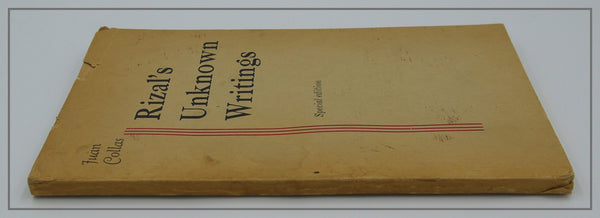 Juan
Collas
Rizal's
Unknown
Writings
Special edition